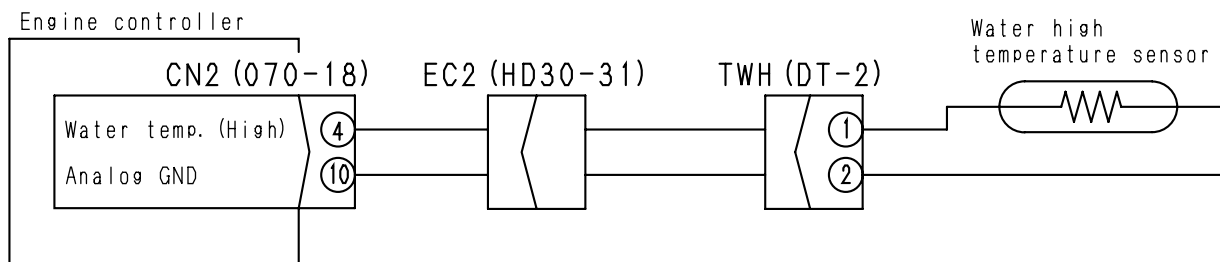 Engine controller
Water high
temperature sensor
CN2 (070-18)
EC2 (HD30-31)
TWH (DT-2)
Water temp. (High)
4
1
Analog GND
10
2